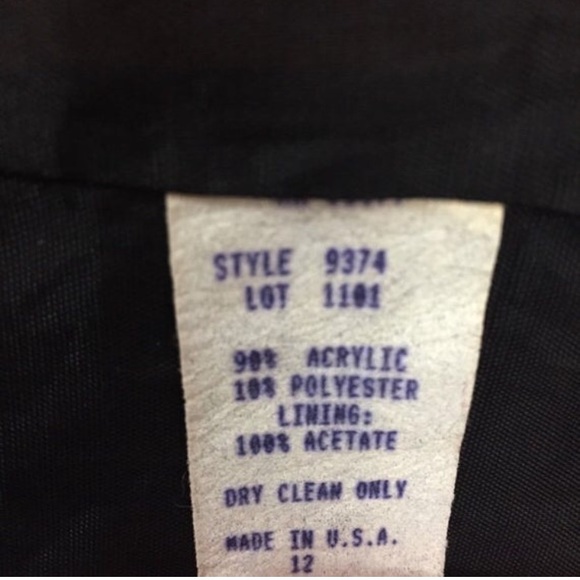 STYLE 9374
LOT 1101
90% ACRYLIC
10% POLYESTER
LINING:
100% ACETATE
DRY CLEAN ONLY
MADE IN U.S.A.
12